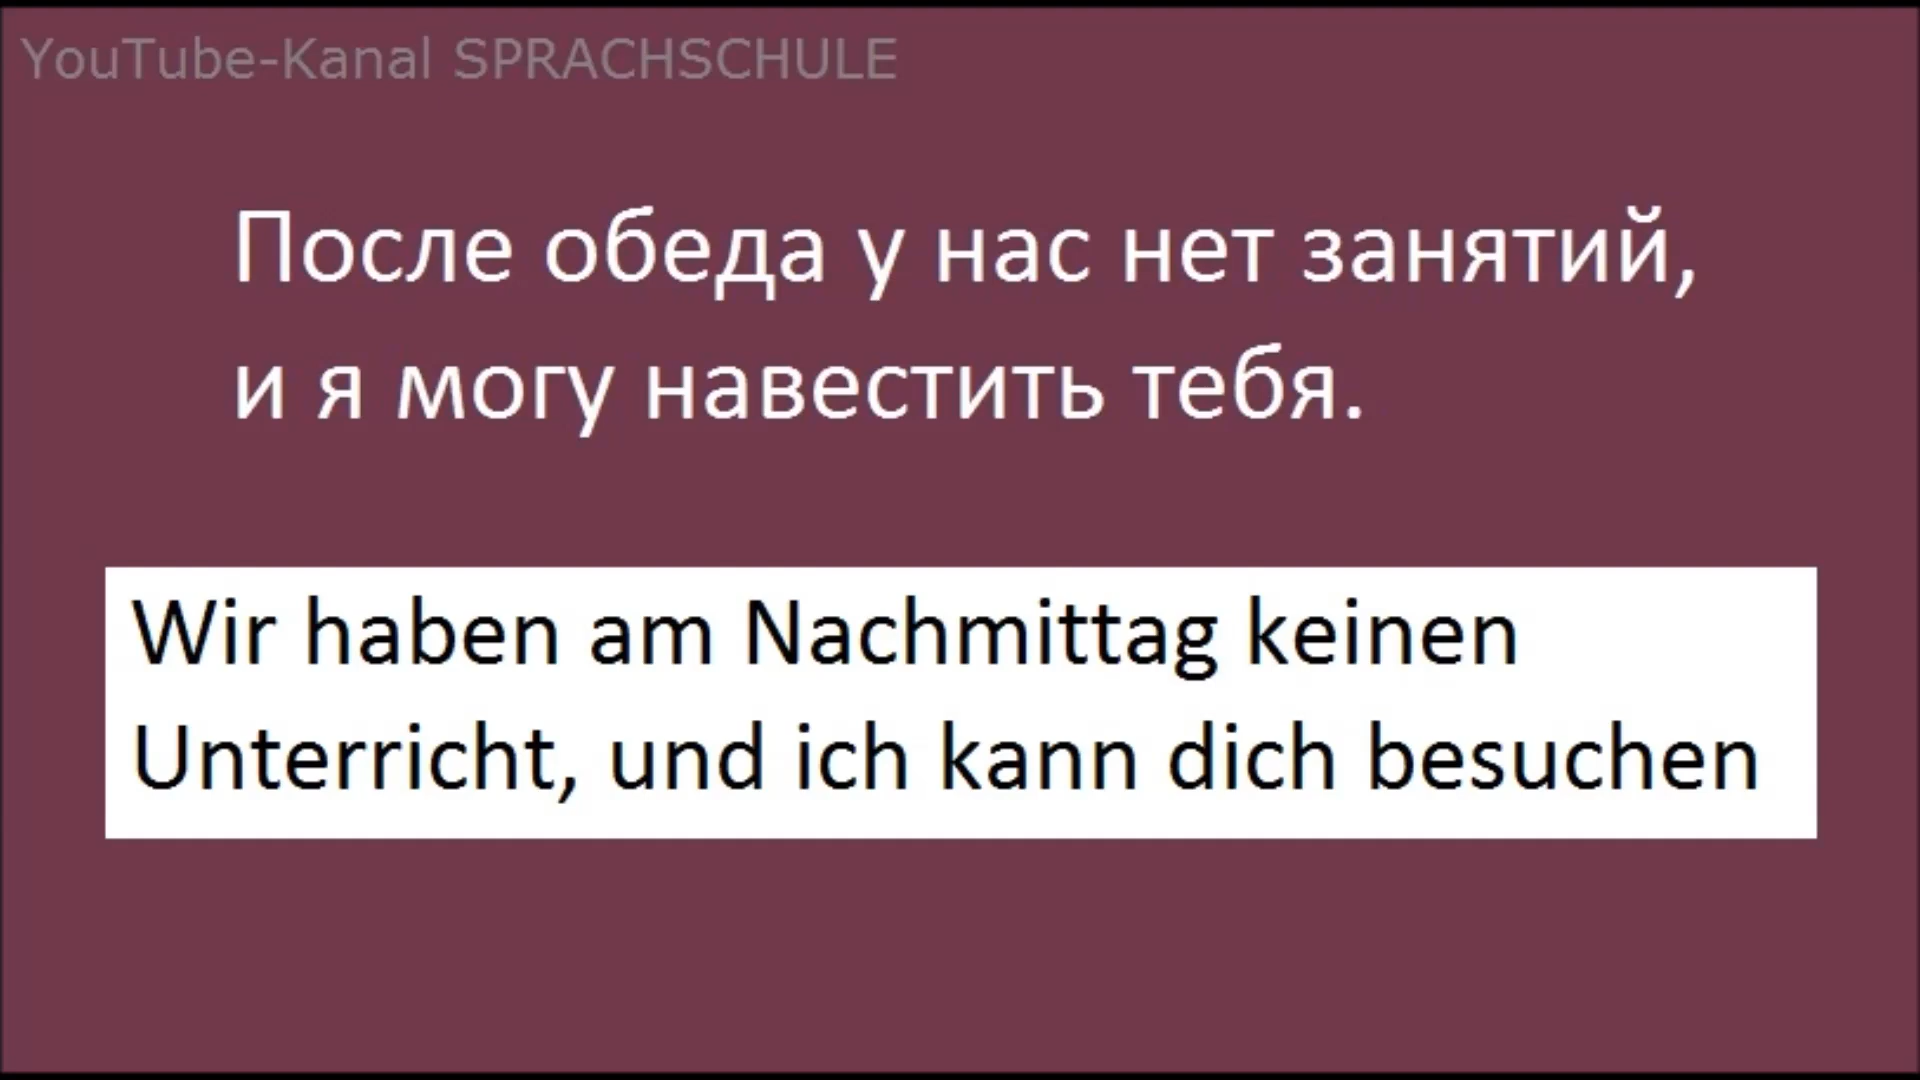 YouTube-Kanal SPRACHSCHULE
После обеда у нас нет занятий,
и я могу навестить тебя.
Wir haben am Nachmittag keinen
Unterricht, und ich kann dich besuchen